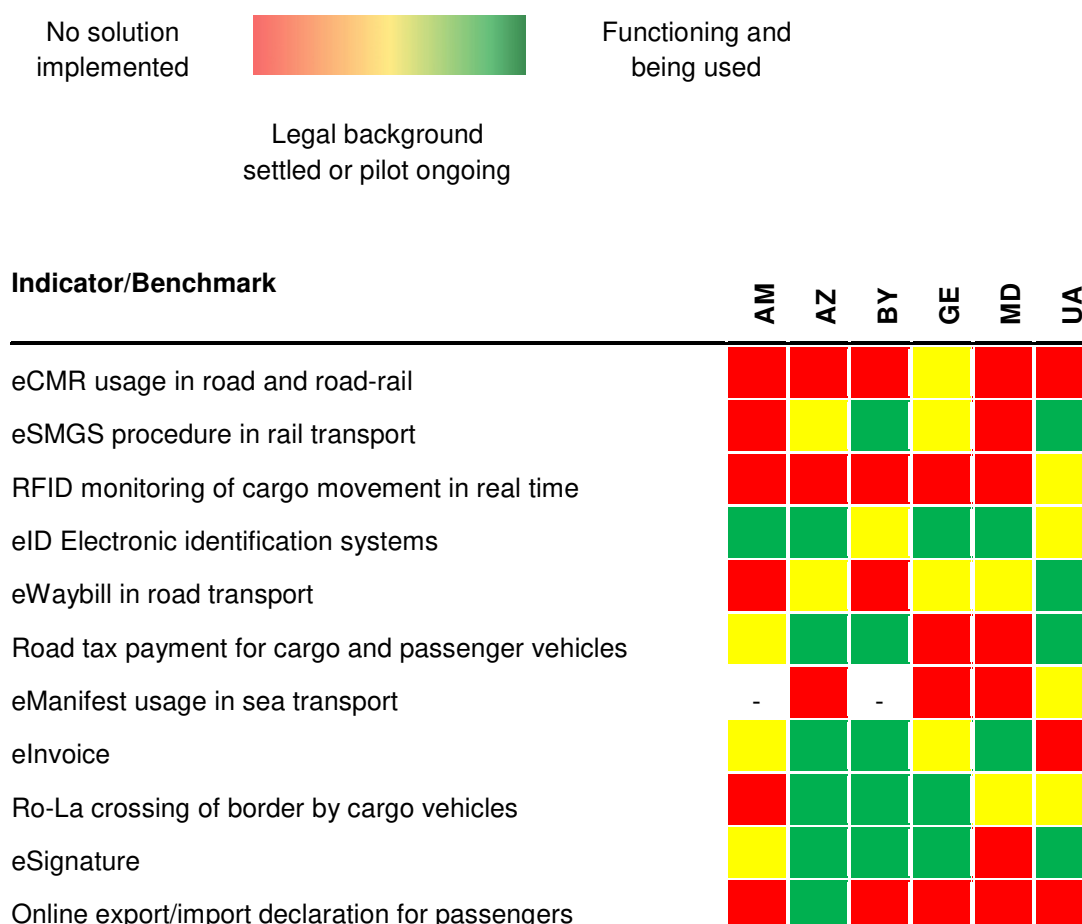 No solution
implemented
Functioning and
being used
Legal background
settled or pilot ongoing
Indicator/Benchmark
AM AZ BY GE MD UA
eCMR usage in road and road-rail
eSMGS procedure in rail transport
RFID monitoring of cargo movement in real time
eID Electronic identification systems
eWaybill in road transport
Road tax payment for cargo and passenger vehicles
eManifest usage in sea transport - -
eInvoice
Ro-La crossing of border by cargo vehicles
eSignature
Online export/import declaration for passengers